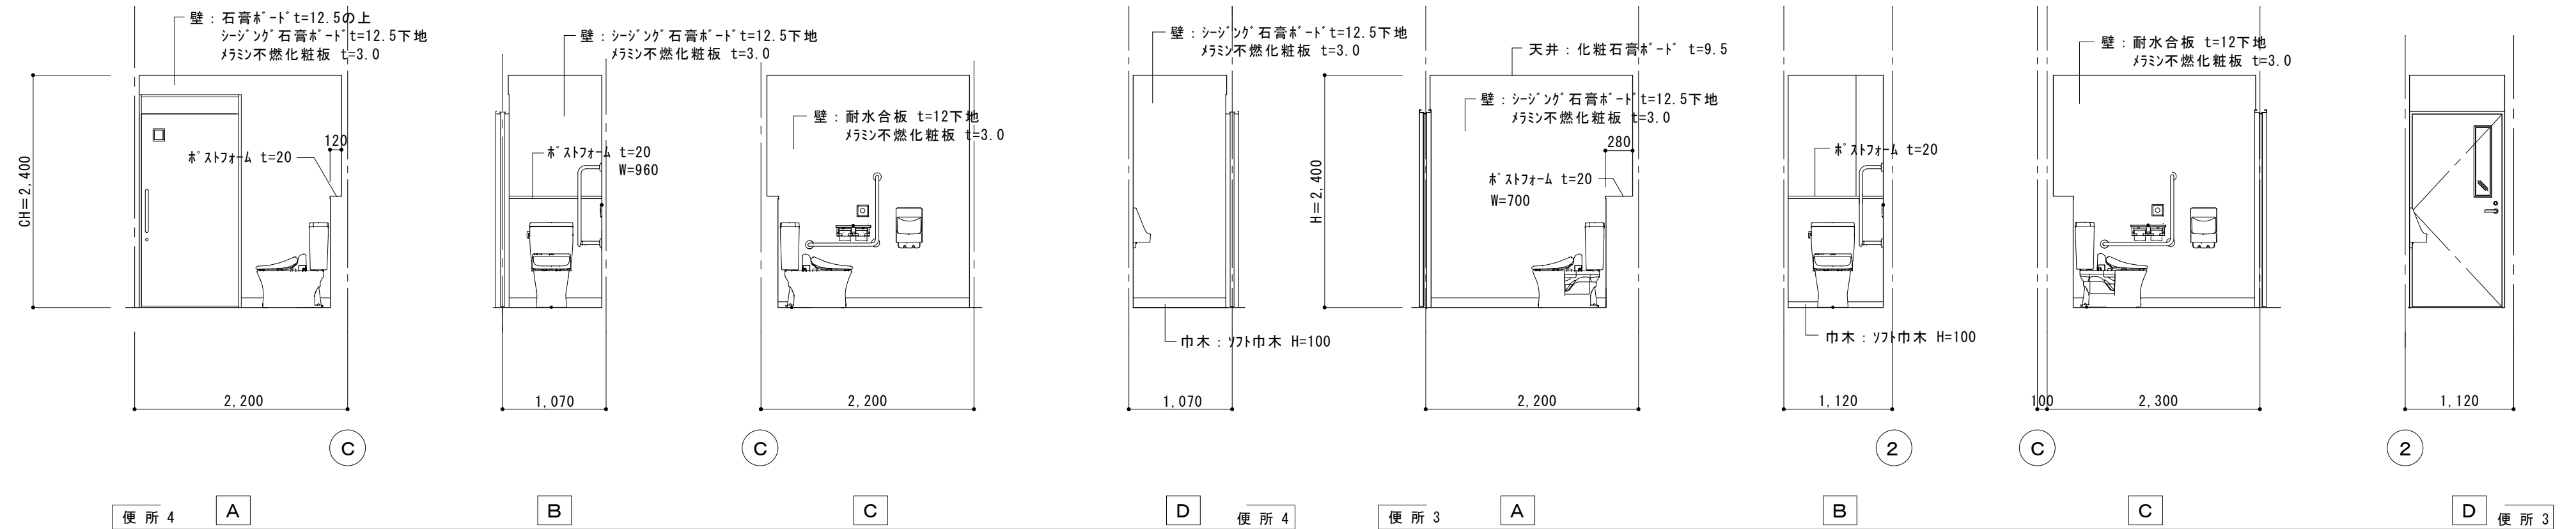 壁：石膏ﾎﾞｰﾄﾞt=12.5の上
ｼｰｼﾞﾝｸﾞ石膏ﾎﾞｰﾄﾞt=12.5下地
ﾒﾗﾐﾝ不燃化粧板 t=3.0
CH=2,400
120
ﾎﾟｽﾄﾌｫｰﾑ t=20
2,200
C
便所 4
A
壁：ｼｰｼﾞﾝｸﾞ石膏ﾎﾞｰﾄﾞt=12.5下地
ﾒﾗﾐﾝ不燃化粧板 t=3.0
ﾎﾟｽﾄﾌｫｰﾑ t=20
W=960
1,070
B
壁：耐水合板 t=12下地
ﾒﾗﾐﾝ不燃化粧板 t=3.0
2,200
C
C
壁：ｼｰｼﾞﾝｸﾞ石膏ﾎﾞｰﾄﾞt=12.5下地
ﾒﾗﾐﾝ不燃化粧板 t=3.0
巾木：ｿﾌﾄ巾木 H=100
1,070
D
便所 4
天井：化粧石膏ﾎﾞｰﾄﾞ t=9.5
壁：ｼｰｼﾞﾝｸﾞ石膏ﾎﾞｰﾄﾞt=12.5下地
ﾒﾗﾐﾝ不燃化粧板 t=3.0
H=2,400
280
ﾎﾟｽﾄﾌｫｰﾑ t=20
W=700
2,200
便所 3
A
ﾎﾟｽﾄﾌｫｰﾑ t=20
巾木：ｿﾌﾄ巾木 H=100
1,120
2
B
壁：耐水合板 t=12下地
ﾒﾗﾐﾝ不燃化粧板 t=3.0
100
2,300
C
C
1,120
2
D
便所 3